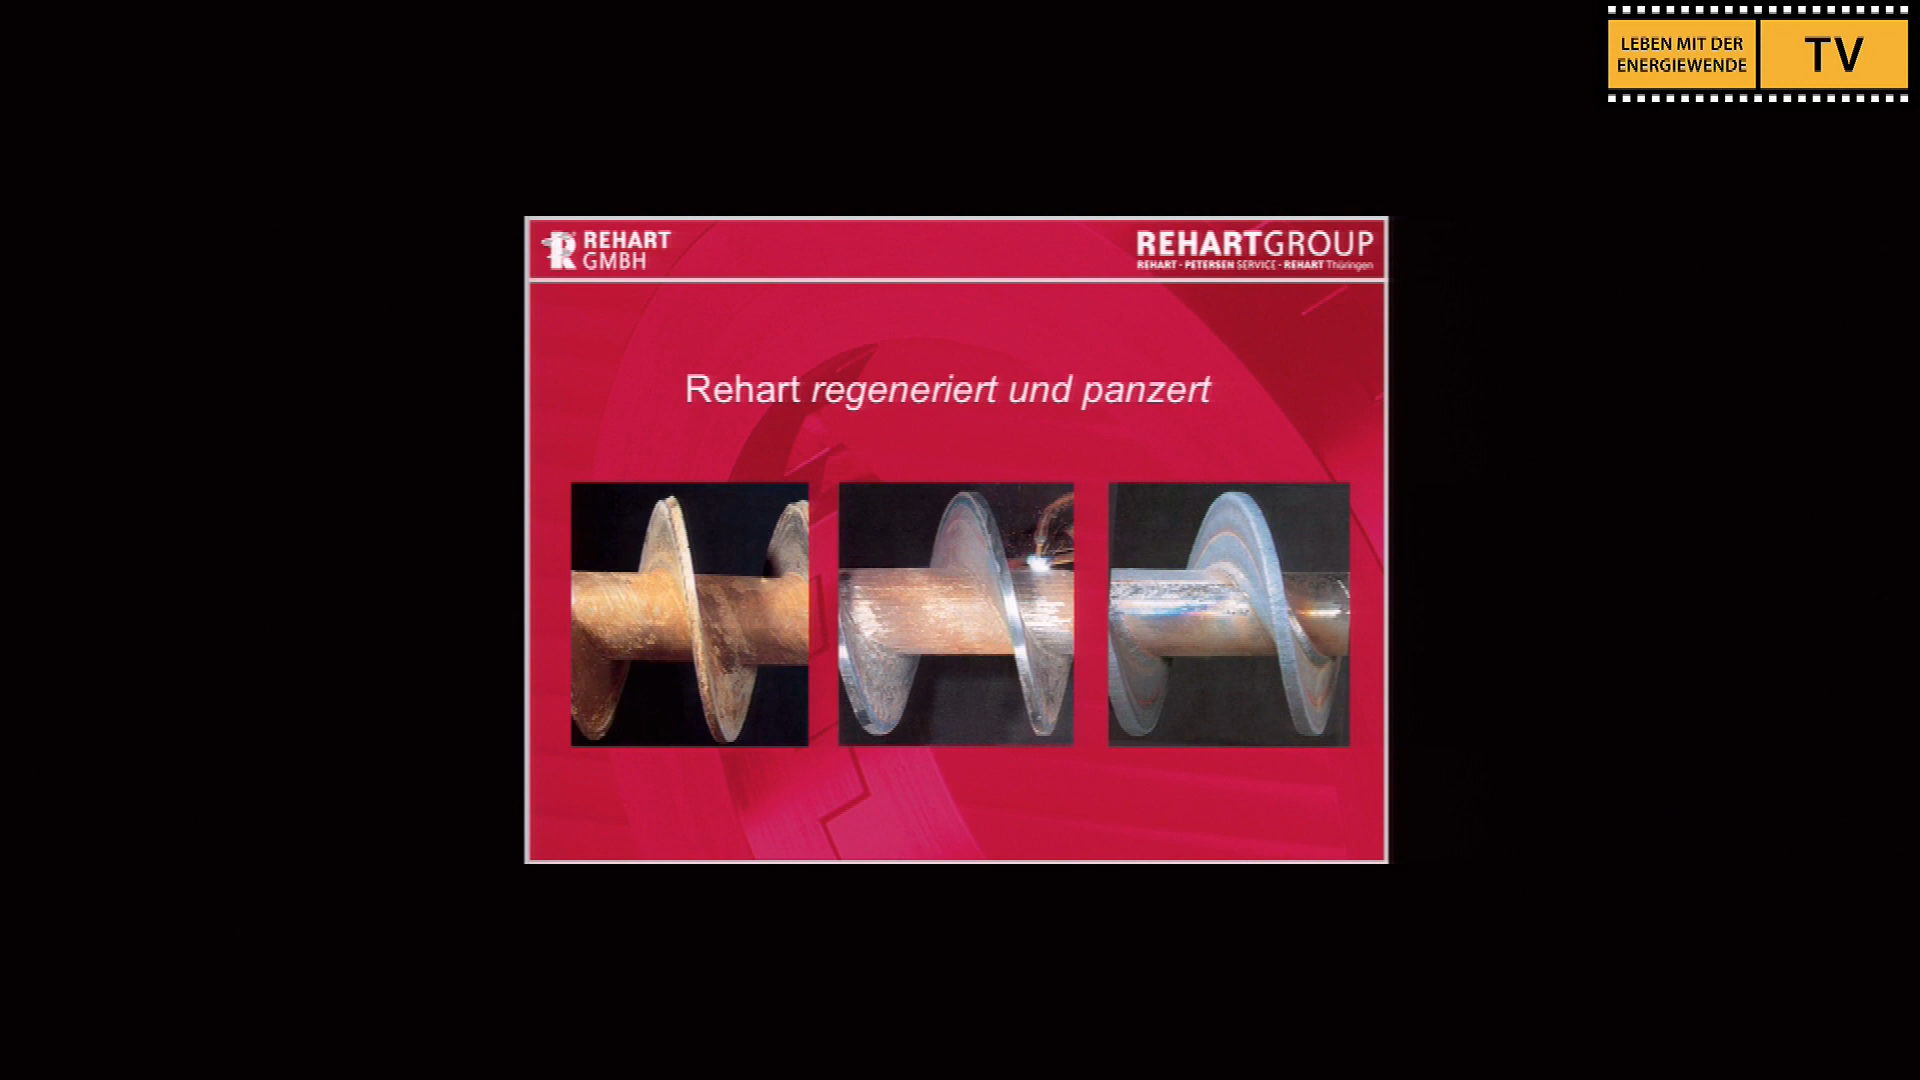 LEBEN MIT DER
ENERGIEWENDE
TV
REHART
GMBH
REHARTGROUP
REHART - PETERSEN SERVICE - REHART Thüringen
Rehart regeneriert und panzert